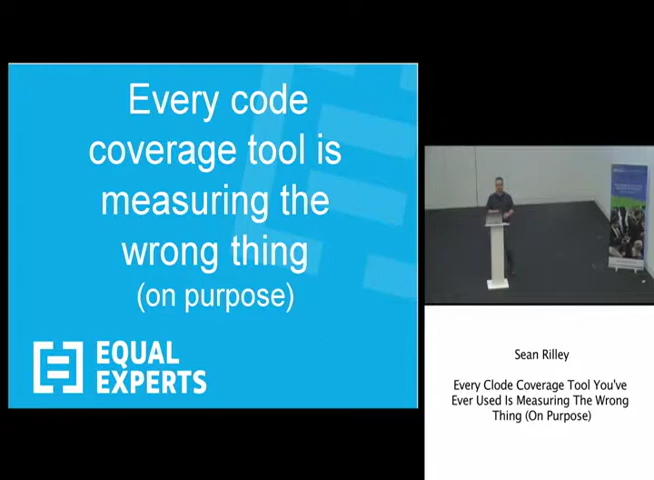 Every code
coverage tool is
measuring the
wrong thing
(on purpose)
EQUAL
EXPERTS
Sean Rilley
Every Clode Coverage Tool You've
Ever Used Is Measuring The Wrong
Thing (On Purpose)